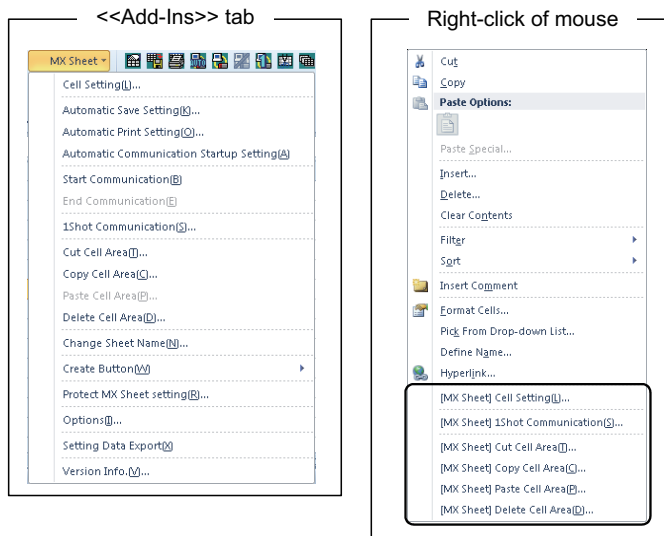 <<Add-Ins>> tab
MX Sheet
Cell Setting(L)...
Automatic Save Setting(K)...
Automatic Print Setting(O)...
Automatic Communication Startup Setting(A)
Start Communication(B)
End Communication(E)
1Shot Communication(S)...
Cut Cell Area(T)...
Copy Cell Area(C)...
Paste Cell Area(P)...
Delete Cell Area(D)...
Change Sheet Name(N)...
Create Button(W)
Protect MX Sheet setting(R)...
Options(I)...
Setting Data Export(X)
Version Info.(V)...
Right-click of mouse
Cut
Copy
Paste Options:
Paste Special...
Insert...
Delete...
Clear Contents
Filter
Sort
Insert Comment
Format Cells...
Pick From Drop-down List...
Define Name...
Hyperlink...
[MX Sheet] Cell Setting(L)...
[MX Sheet] 1Shot Communication(S)...
[MX Sheet] Cut Cell Area(T)...
[MX Sheet] Copy Cell Area(C)...
[MX Sheet] Paste Cell Area(P)...
[MX Sheet] Delete Cell Area(D)...